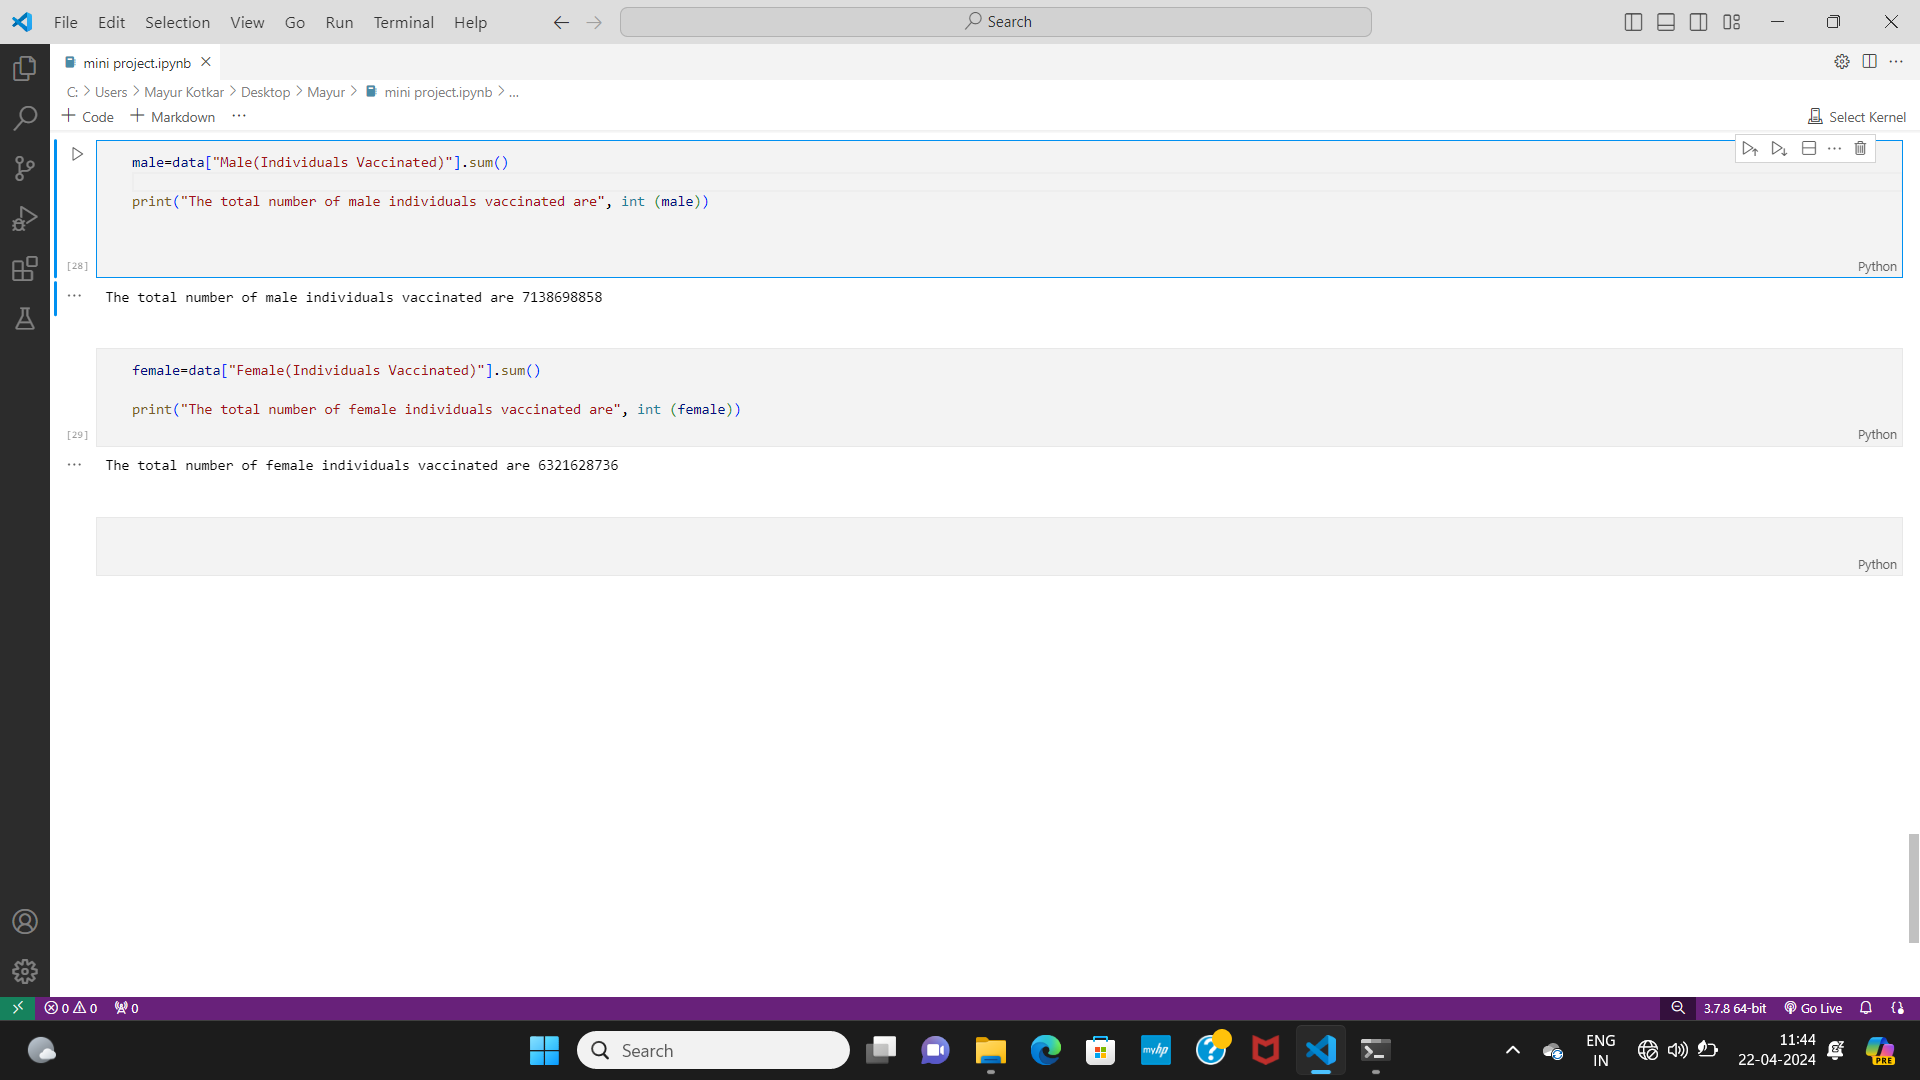 File Edit Selection View Go Run Terminal Help Search
mini project.ipynb
C: > Users > Mayur Kotkar > Desktop > Mayur > mini project.ipynb > ...
+ Code + Markdown ... Select Kernel
male=data["Male(Individuals Vaccinated)"].sum()
print("The total number of male individuals vaccinated are", int (male))
[28] Python
The total number of male individuals vaccinated are 7138698858
female=data["Female(Individuals Vaccinated)"].sum()
print("The total number of female individuals vaccinated are", int (female))
[29] Python
The total number of female individuals vaccinated are 6321628736
Python
0 0 0 3.7.8 64-bit Go Live
Search myhp ENG 11:44
IN 22-04-2024 PRE